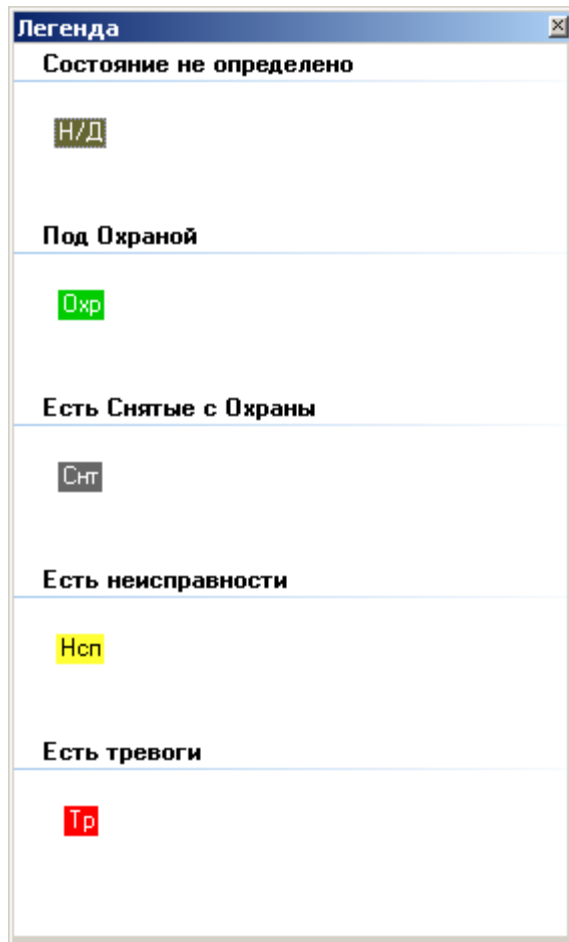 Легенда
Состояние не определено
Н/Д
Под Охраной
Охр
Есть Снятые с Охраны
Снт
Есть неисправности
Нсп
Есть тревоги
Тр